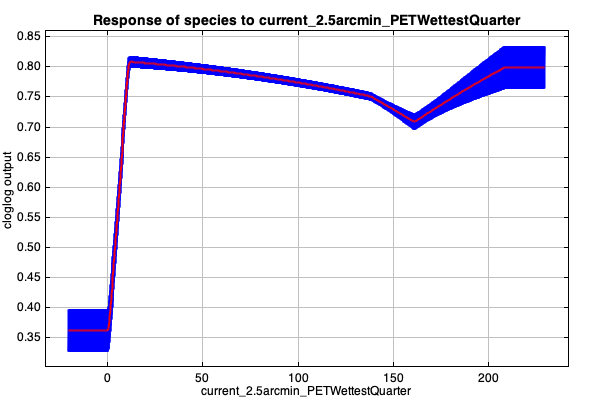 Response of species to current_2.5arcmin_PETWettestQuarter
0.85
0.80
0.75
0.70
0.65
0.60
0.55
0.50
0.45
0.40
0.35
cloglog output
0 50 100 150 200
current_2.5arcmin_PETWettestQuarter